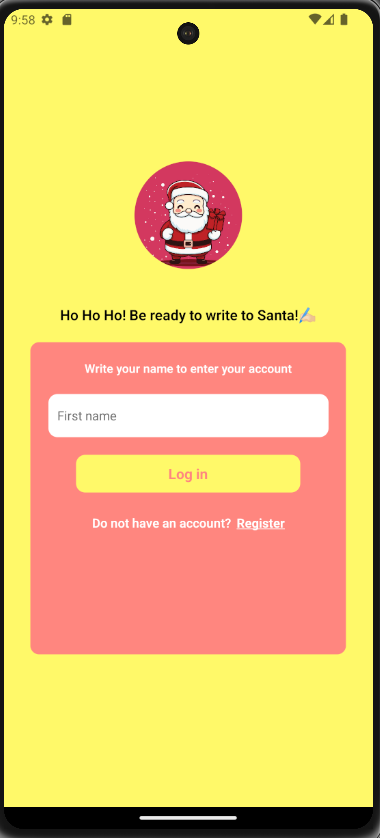 9:58
Ho Ho Ho! Be ready to write to Santa!✍🏻
Write your name to enter your account
First name
Log in
Do not have an account? Register